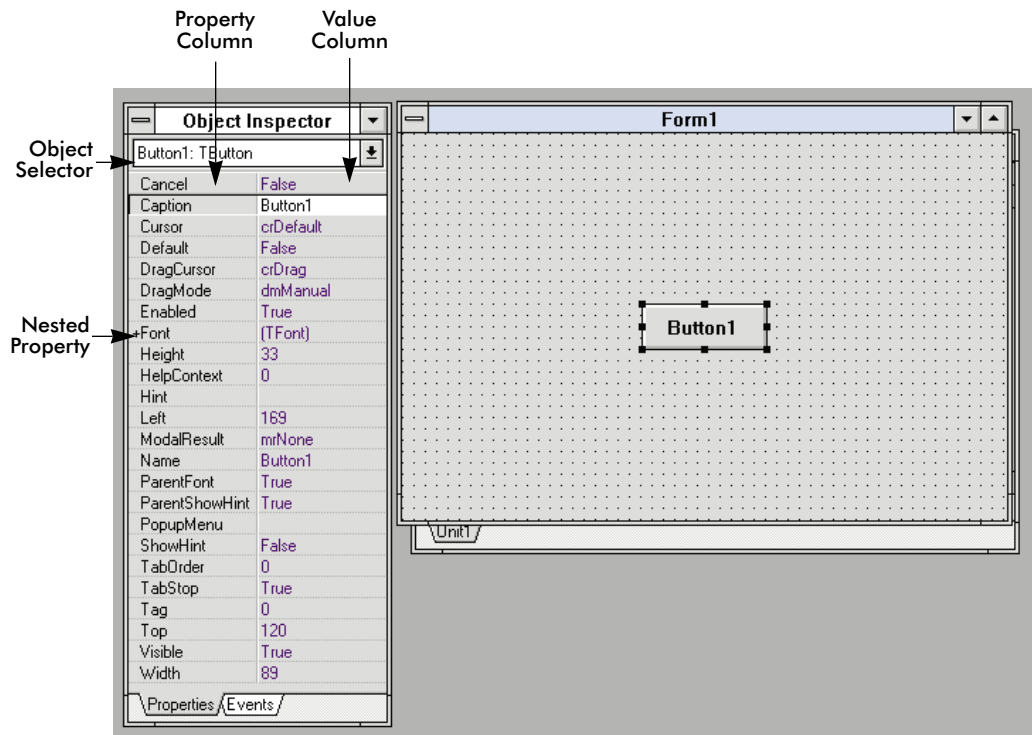 Property Column
Value Column
Object Selector
Nested Property
Object Inspector
Button1: TButton
Cancel False
Caption Button1
Cursor crDefault
Default False
DragCursor crDrag
DragMode dmManual
Enabled True
+Font (TFont)
Height 33
HelpContext 0
Hint
Left 169
ModalResult mrNone
Name Button1
ParentFont True
ParentShowHint True
PopupMenu
ShowHint False
TabOrder 0
TabStop True
Tag 0
Top 120
Visible True
Width 89
Properties Events
Form1
Button1
Unit1